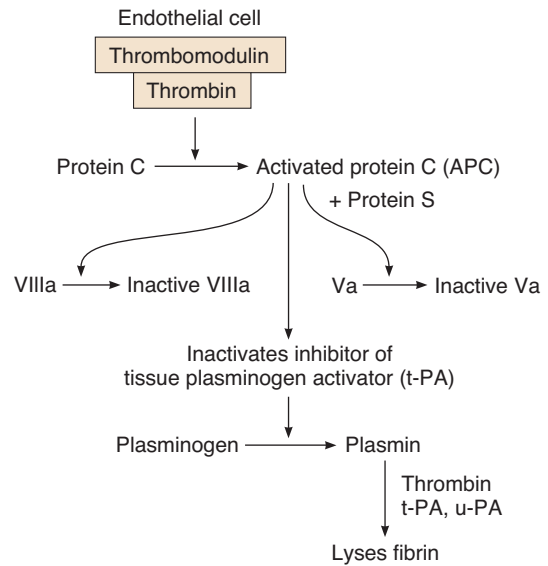 Endothelial cell
Thrombomodulin
Thrombin
Protein C
Activated protein C (APC)
+ Protein S
VIIIa
Inactive VIIIa
Va
Inactive Va
Inactivates inhibitor of
tissue plasminogen activator (t-PA)
Plasminogen
Plasmin
Thrombin
t-PA, u-PA
Lyses fibrin